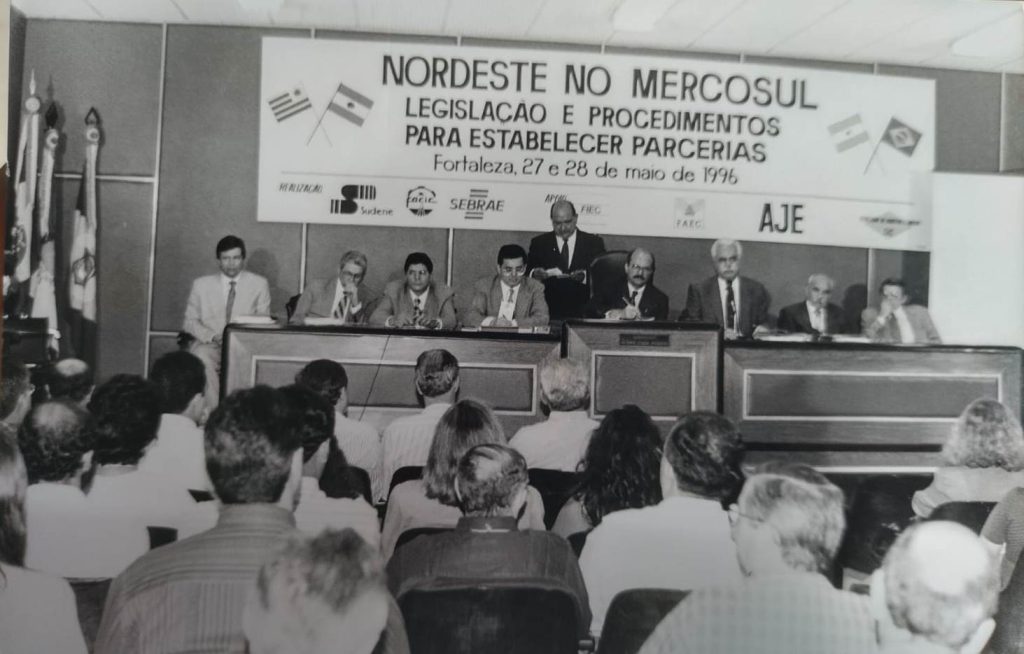 NORDESTE NO MERCOSUL
LEGISLAÇÃO E PROCEDIMENTOS
PARA ESTABELECER PARCERIAS
Fortaleza, 27 e 28 de maio de 1996
REALIZAÇÃO
Sudene
FACIC
SEBRAE
APOIO
FIEC
FAEC
AJE